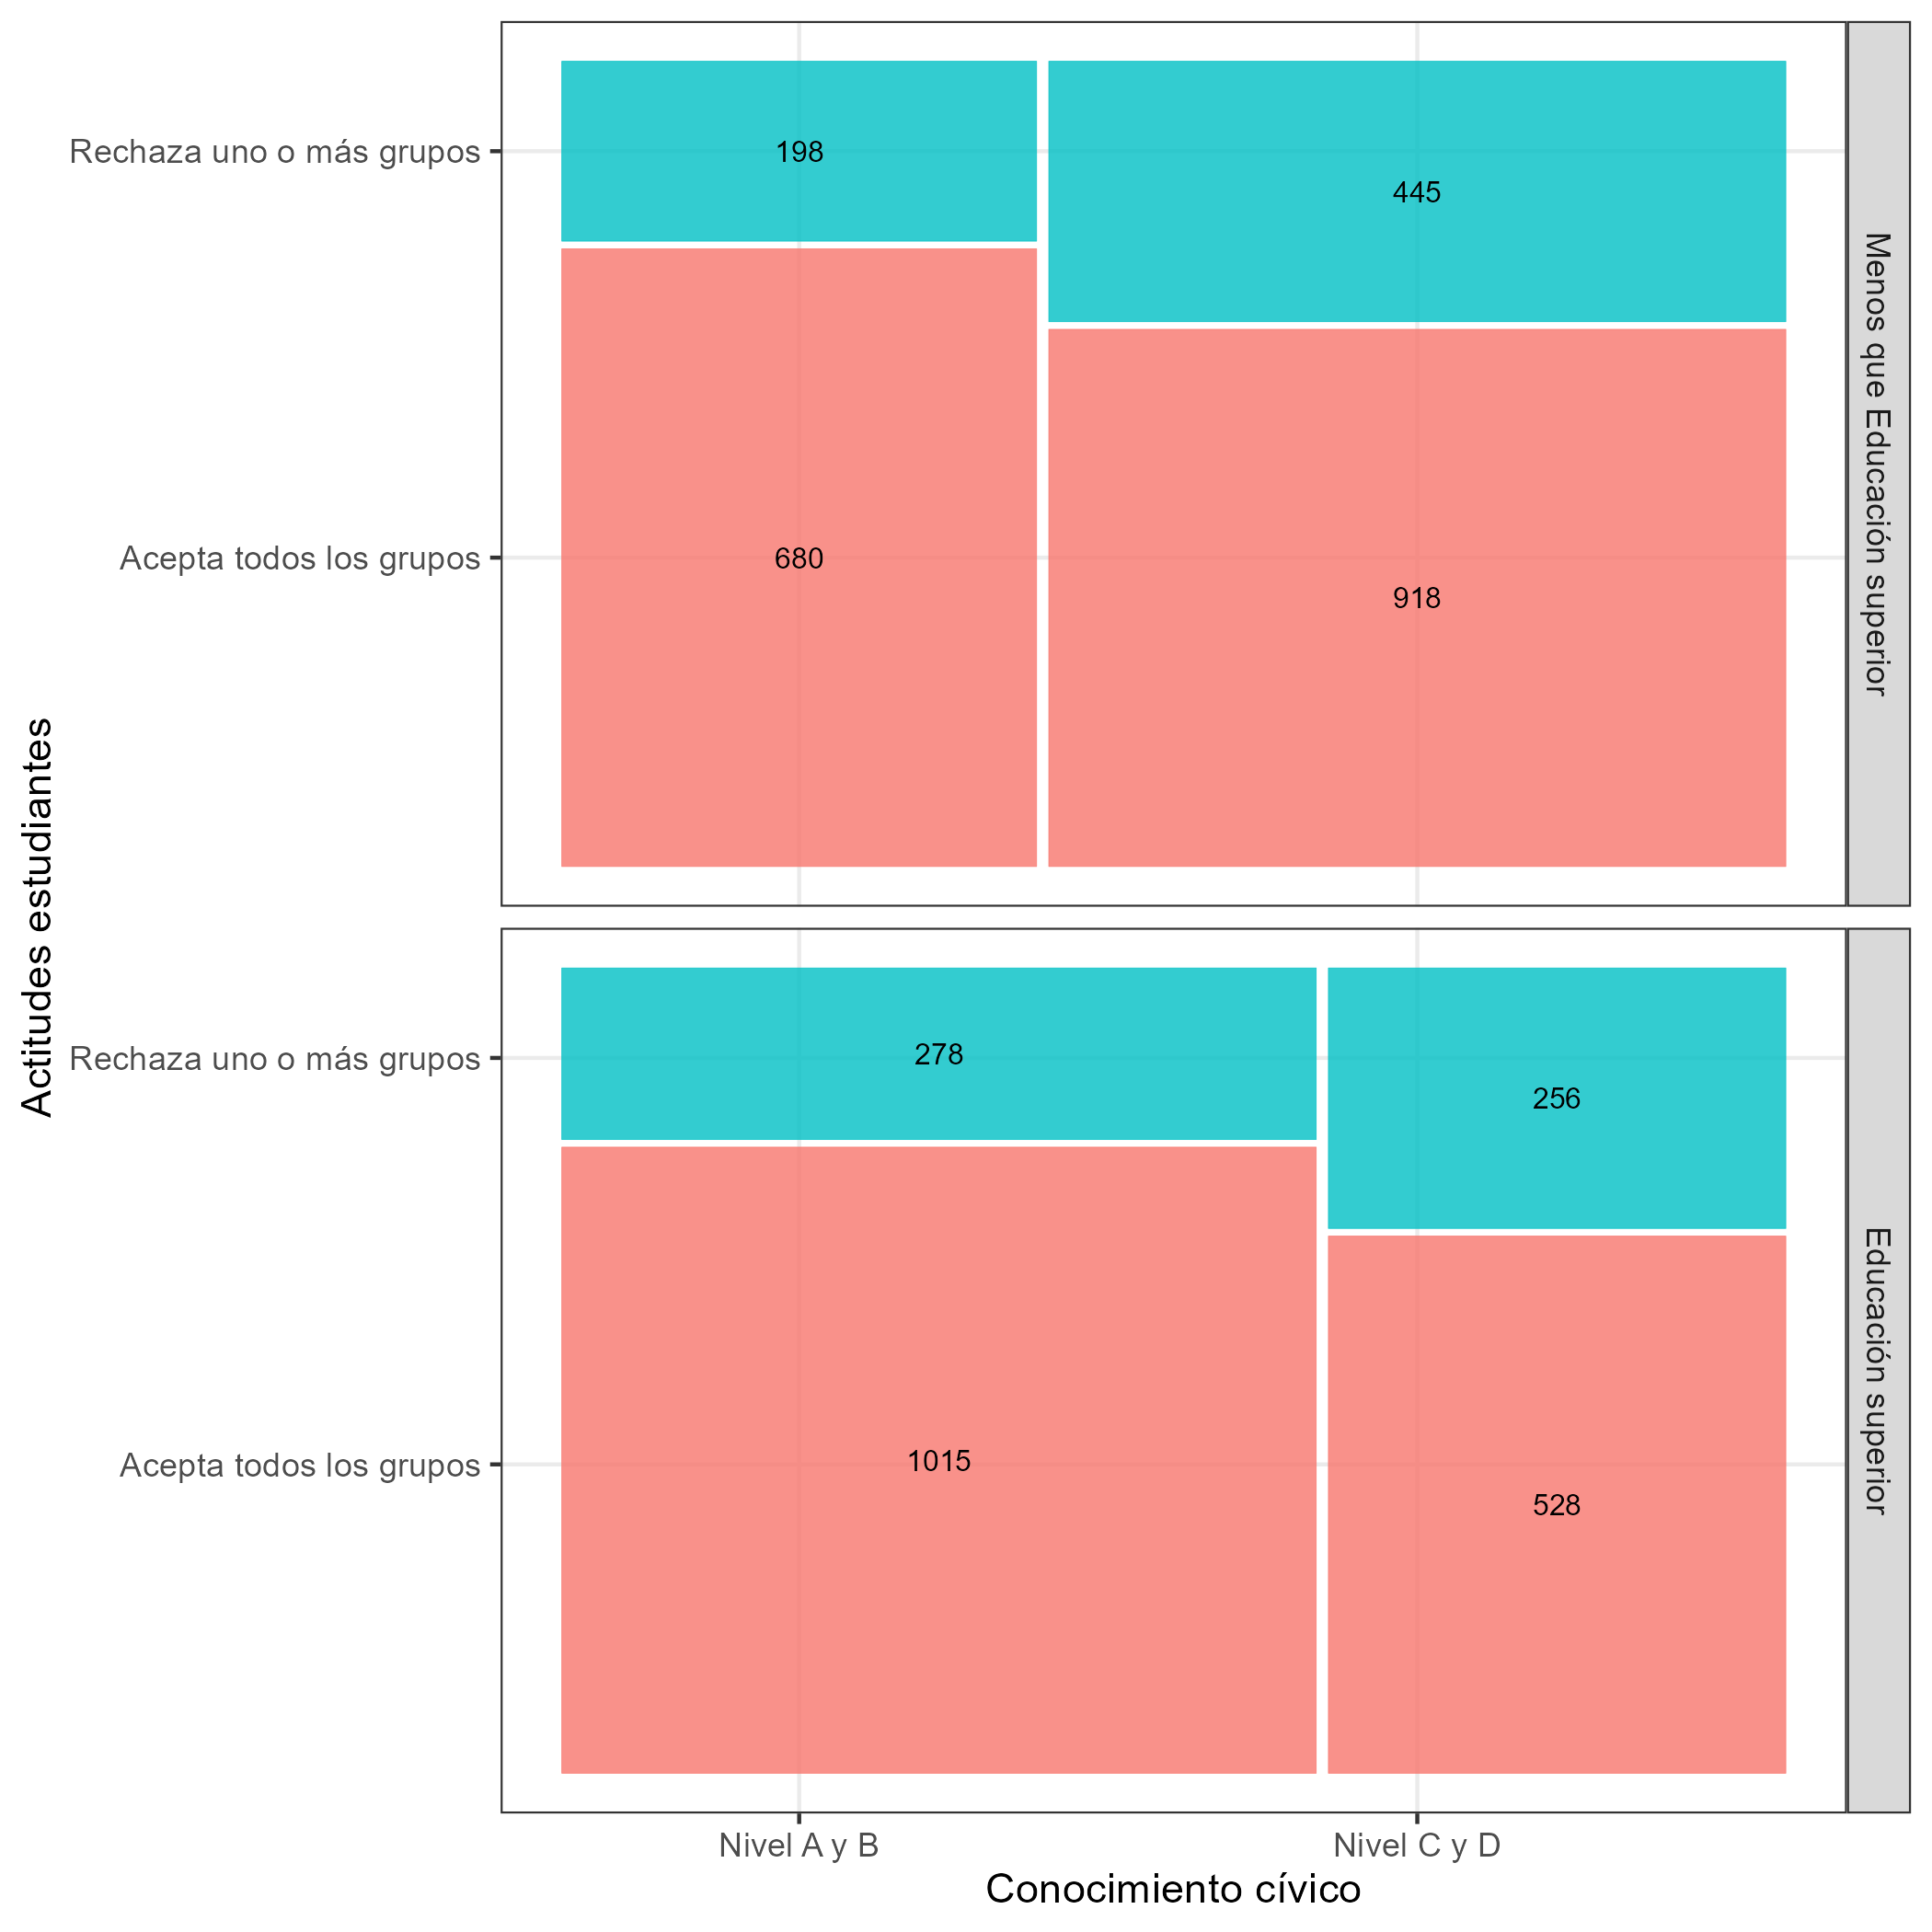 Actitudes estudiantes
Rechaza uno o más grupos
Acepta todos los grupos
198
445
680
918
Menos que Educación superior
Rechaza uno o más grupos
Acepta todos los grupos
278
256
1015
528
Educación superior
Nivel A y B
Nivel C y D
Conocimiento cívico